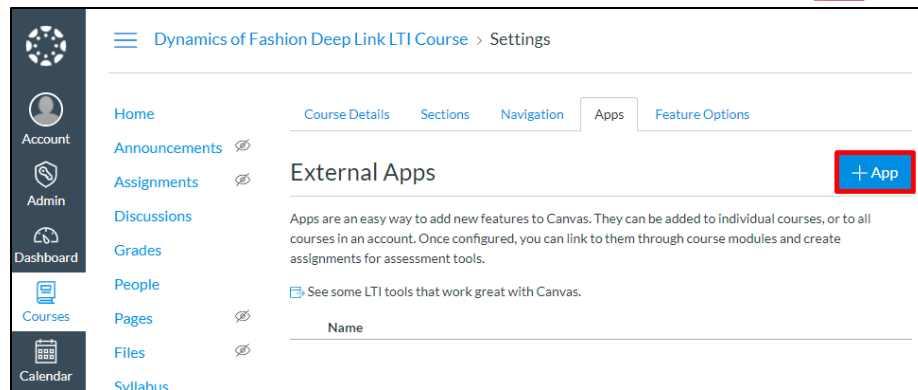 Dynamics of Fashion Deep Link LTI Course > Settings
Account
Admin
Dashboard
Courses
Calendar
Home
Announcements
Assignments
Discussions
Grades
People
Pages
Files
Syllabus
Course Details Sections Navigation Apps Feature Options
External Apps
+ App
Apps are an easy way to add new features to Canvas. They can be added to individual courses, or to all
courses in an account. Once configured, you can link to them through course modules and create
assignments for assessment tools.
See some LTI tools that work great with Canvas.
Name